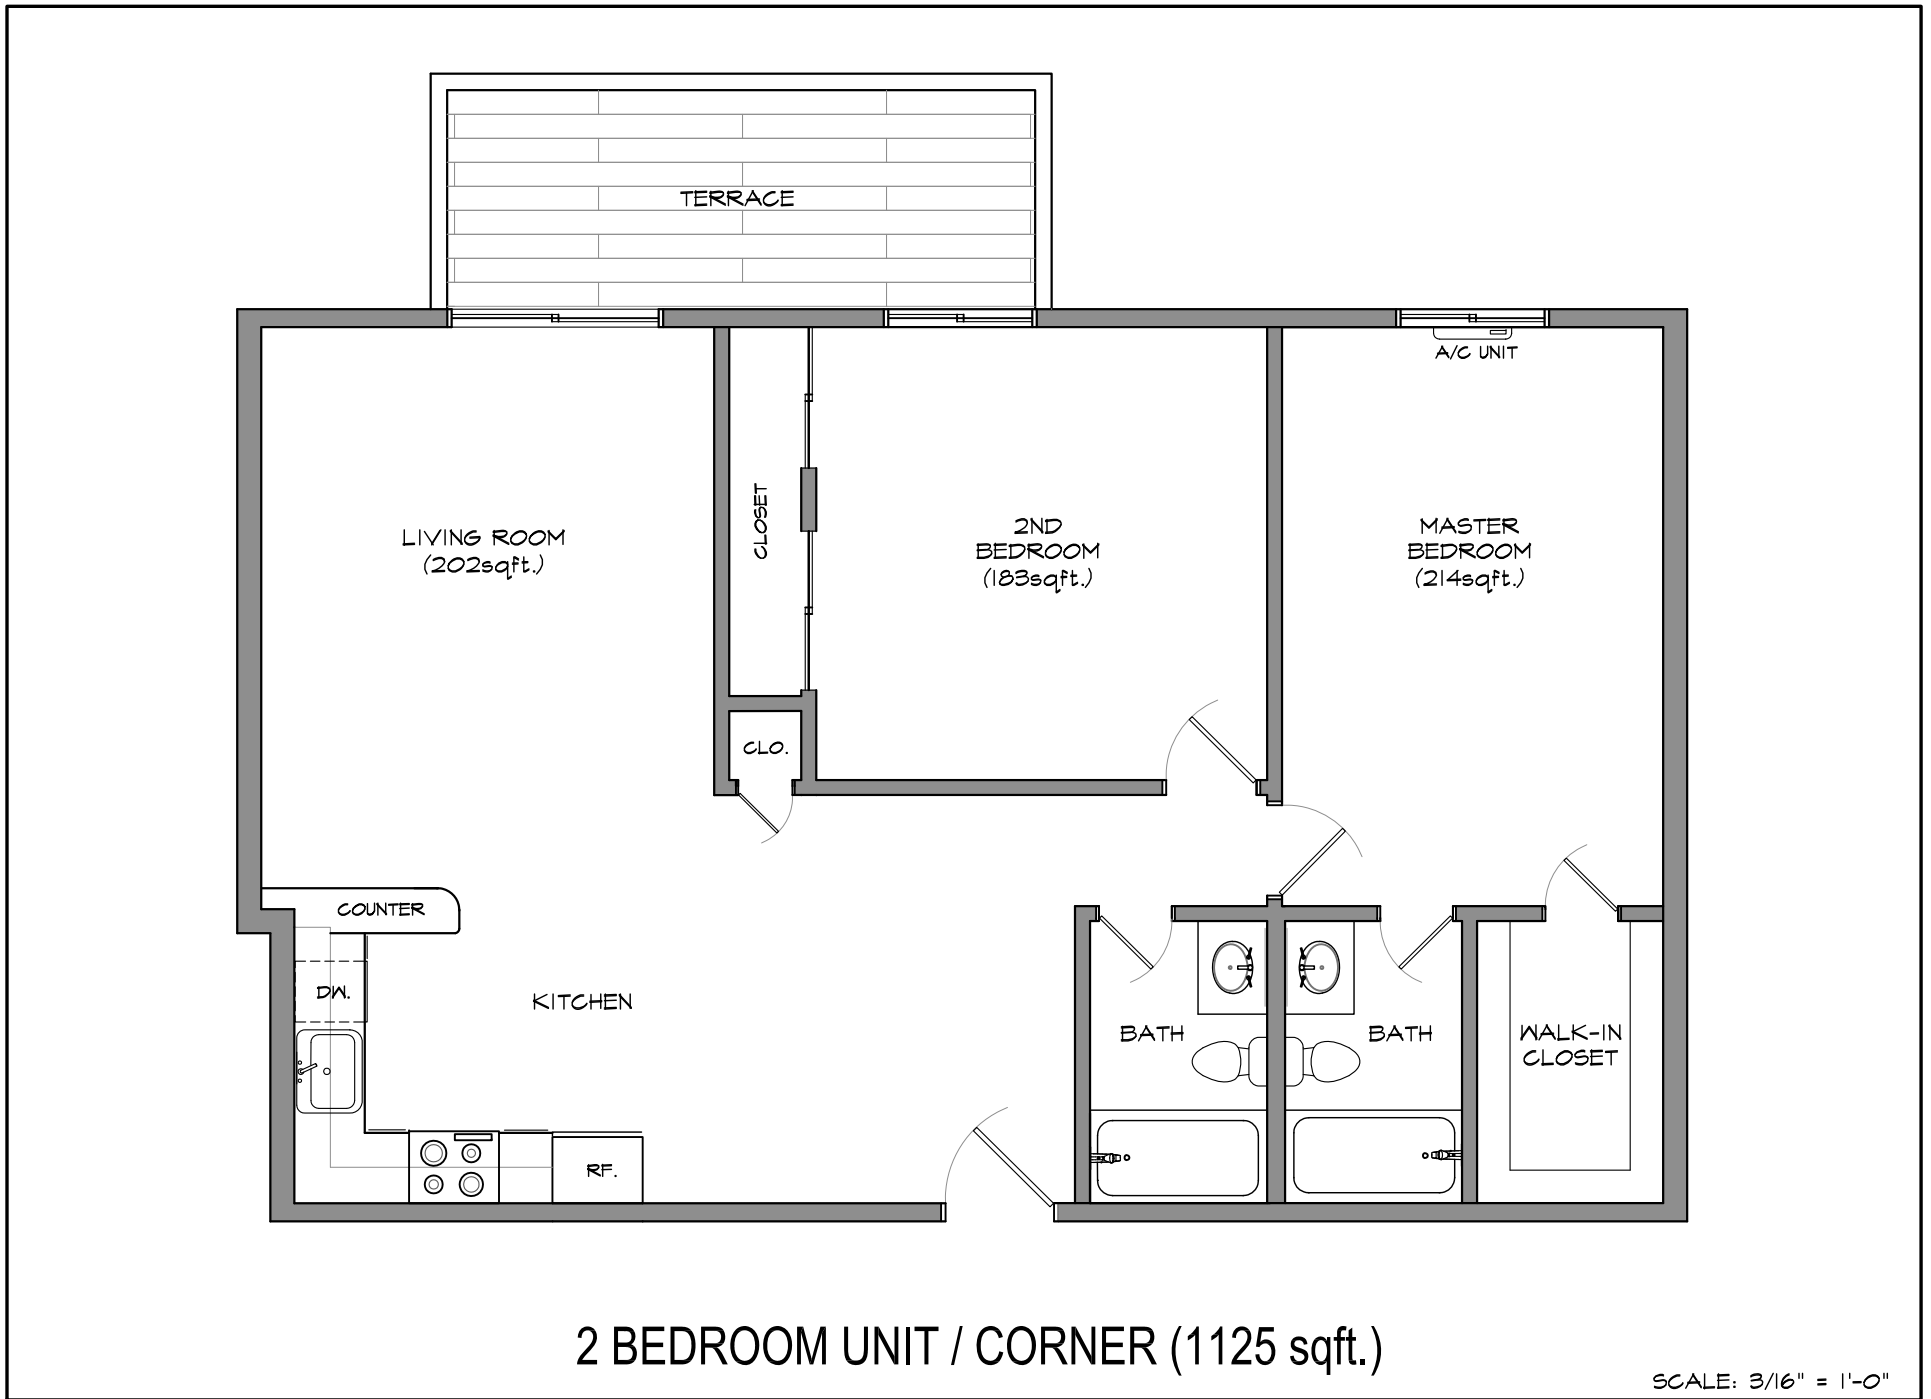 TERRACE
A/C UNIT
LIVING ROOM
(202sqft.)
CLOSET
2ND
BEDROOM
(183sqft.)
MASTER
BEDROOM
(214sqft.)
CLO.
COUNTER
DW.
KITCHEN
BATH
BATH
WALK-IN
CLOSET
RF.
2 BEDROOM UNIT / CORNER (1125 sqft.)
SCALE: 3/16" = 1'-0"